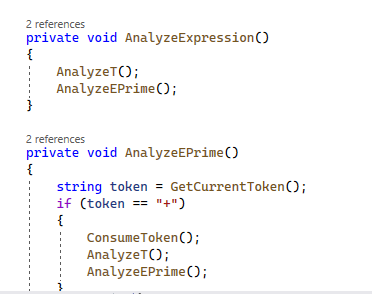 2 references
private void AnalyzeExpression()
{
AnalyzeT();
AnalyzeEPrime();
}
2 references
private void AnalyzeEPrime()
{
string token = GetCurrentToken();
if (token == "+")
{
ConsumeToken();
AnalyzeT();
AnalyzeEPrime();
}